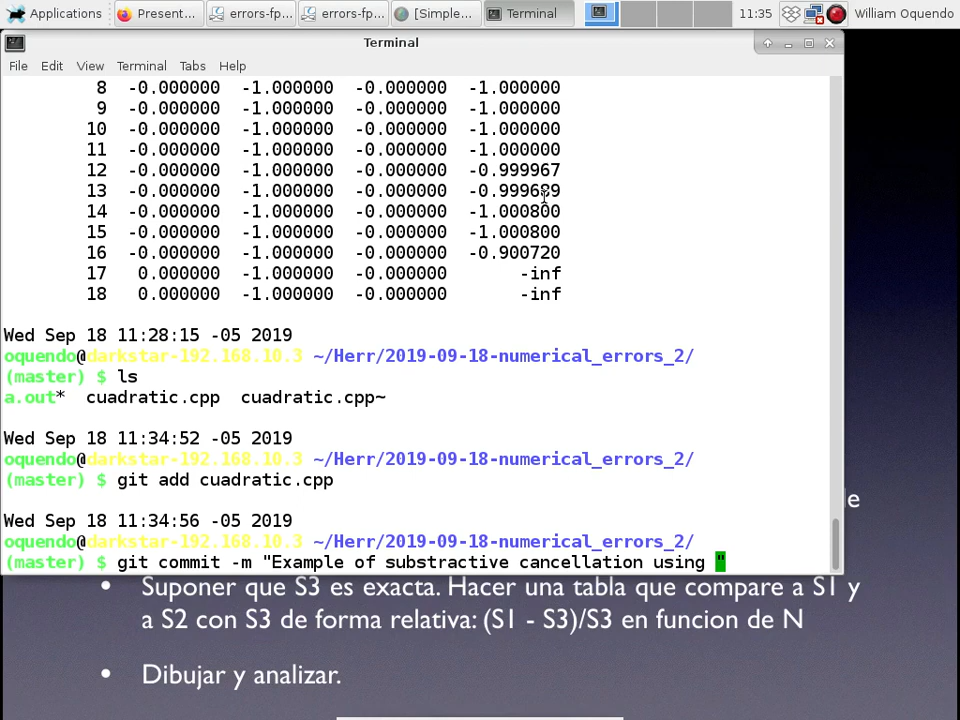 Applications
Present...
errors-fp...
errors-fp...
[Simple...
Terminal
11:35
William Oquendo
Terminal
File Edit View Terminal Tabs Help
8 -0.000000 -1.000000 -0.000000 -1.000000
9 -0.000000 -1.000000 -0.000000 -1.000000
10 -0.000000 -1.000000 -0.000000 -1.000000
11 -0.000000 -1.000000 -0.000000 -1.000000
12 -0.000000 -1.000000 -0.000000 -0.999967
13 -0.000000 -1.000000 -0.000000 -0.999689
14 -0.000000 -1.000000 -0.000000 -1.000800
15 -0.000000 -1.000000 -0.000000 -1.000800
16 -0.000000 -1.000000 -0.000000 -0.900720
17 0.000000 -1.000000 -0.000000 -inf
18 0.000000 -1.000000 -0.000000 -inf
Wed Sep 18 11:28:15 -05 2019
oquendo@darkstar-192.168.10.3 ~/Herr/2019-09-18-numerical_errors_2/
(master) $ ls
a.out* cuadratic.cpp cuadratic.cpp~
Wed Sep 18 11:34:52 -05 2019
oquendo@darkstar-192.168.10.3 ~/Herr/2019-09-18-numerical_errors_2/
(master) $ git add cuadratic.cpp
Wed Sep 18 11:34:56 -05 2019
oquendo@darkstar-192.168.10.3 ~/Herr/2019-09-18-numerical_errors_2/
(master) $ git commit -m "Example of substractive cancellation using "
• Suponer que S3 es exacta. Hacer una tabla que compare a S1 y
a S2 con S3 de forma relativa: (S1 - S3)/S3 en funcion de N
• Dibujar y analizar.